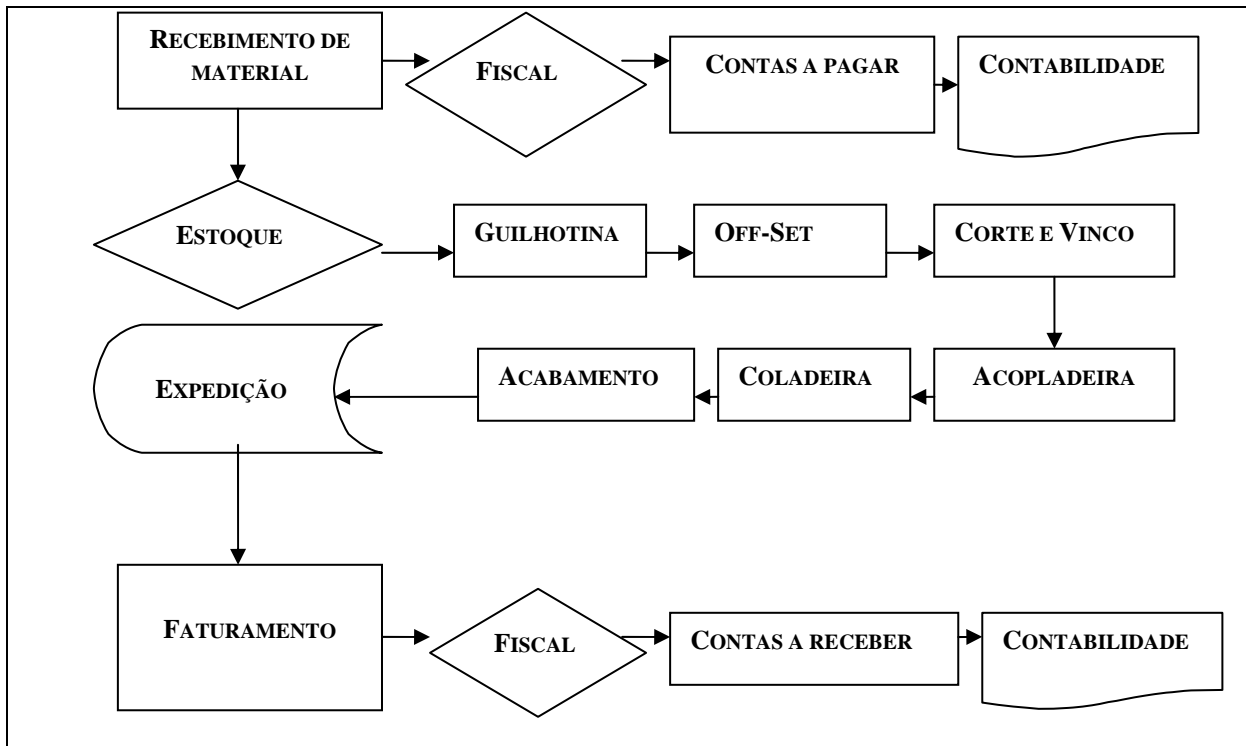 RECEBIMENTO DE
MATERIAL
FISCAL
CONTAS A PAGAR
CONTABILIDADE
ESTOQUE
GUILHOTINA
OFF-SET
CORTE E VINCO
EXPEDIÇÃO
ACABAMENTO
COLADEIRA
ACOPLADEIRA
FATURAMENTO
FISCAL
CONTAS A RECEBER
CONTABILIDADE